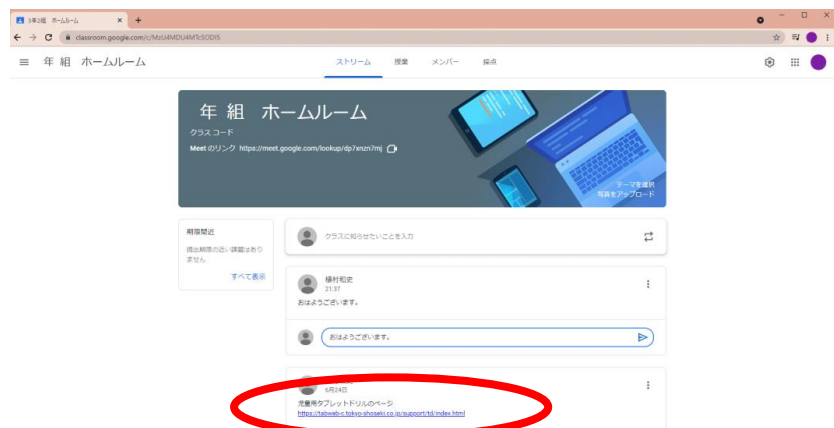 3年2組 ホームルーム
classroom.google.com/c/MzU4MDU4MTc5ODI5
年 組 ホームルーム
ストリーム 授業 メンバー 採点
年 組 ホームルーム
クラス コード
Meet のリンク https://meet.google.com/lookup/dp7xnzn7mj
テーマを選択
写真をアップロード
期限間近
提出期限の近い課題はあり
ません
すべて表示
クラスに知らせたいことを入力
植村和史
21:37
おはようございます。
おはようございます。
6月24日
児童用タブレットドリルのページ
https://tabweb-c.tokyo-shoseki.co.jp/support/td/index.html